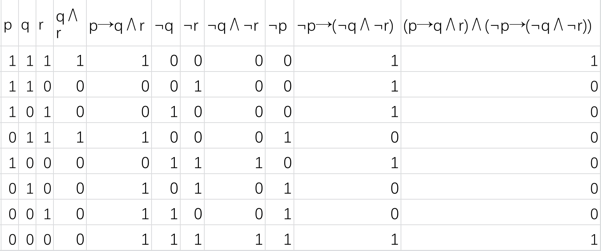 p q r q∧r p→q∧r ¬q ¬r ¬q∧¬r ¬p ¬p→(¬q∧¬r) (p→q∧r)∧(¬p→(¬q∧¬r))
1 1 1 1 1 0 0 0 0 1 1
1 1 0 0 0 0 1 0 0 1 0
1 0 1 0 0 1 0 0 0 1 0
0 1 1 1 1 0 0 0 1 0 0
1 0 0 0 0 1 1 1 0 1 0
0 1 0 0 1 0 1 0 1 0 0
0 0 1 0 1 1 0 0 1 0 0
0 0 0 0 1 1 1 1 1 1 1